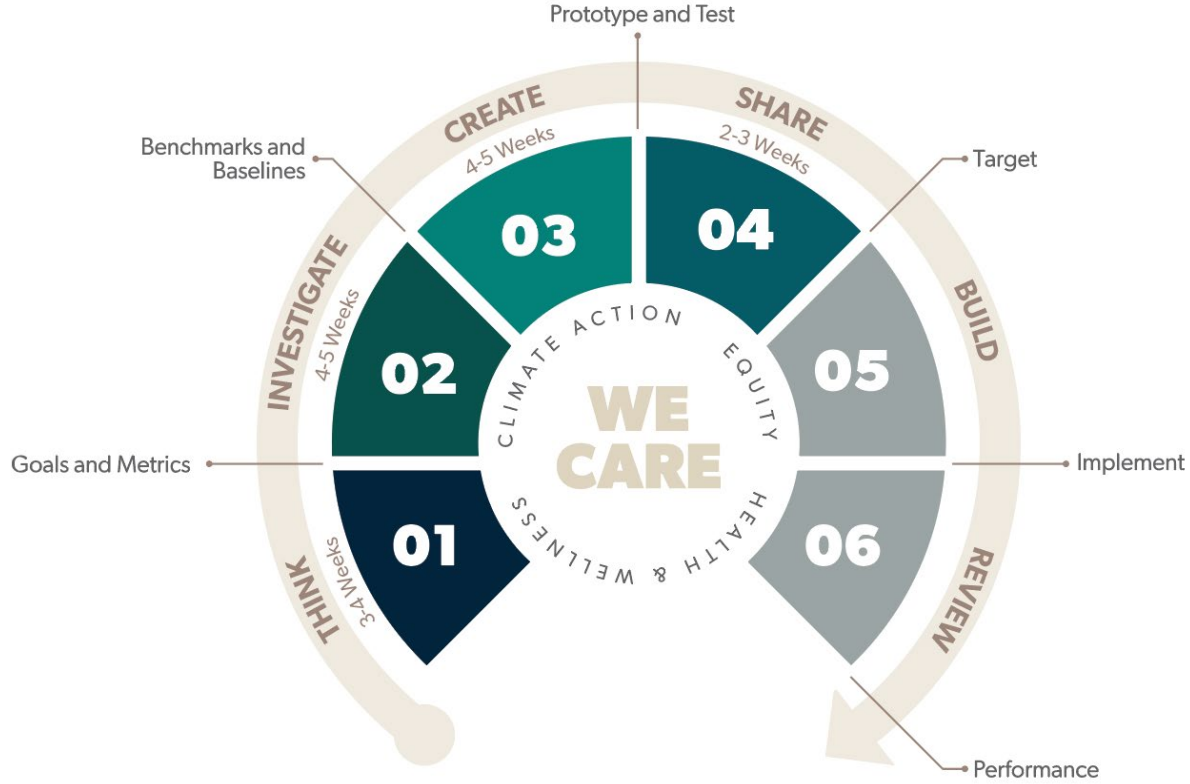 Prototype and Test
CREATE
SHARE
4-5 Weeks
2-3 Weeks
Benchmarks and
Baselines
Target
03
04
INVESTIGATE
4-5 Weeks
BUILD
02
05
CLIMATE ACTION
EQUITY
HEALTH & WELLNESS
WE
CARE
Goals and Metrics
Implement
01
06
THINK
3-4 Weeks
REVIEW
Performance